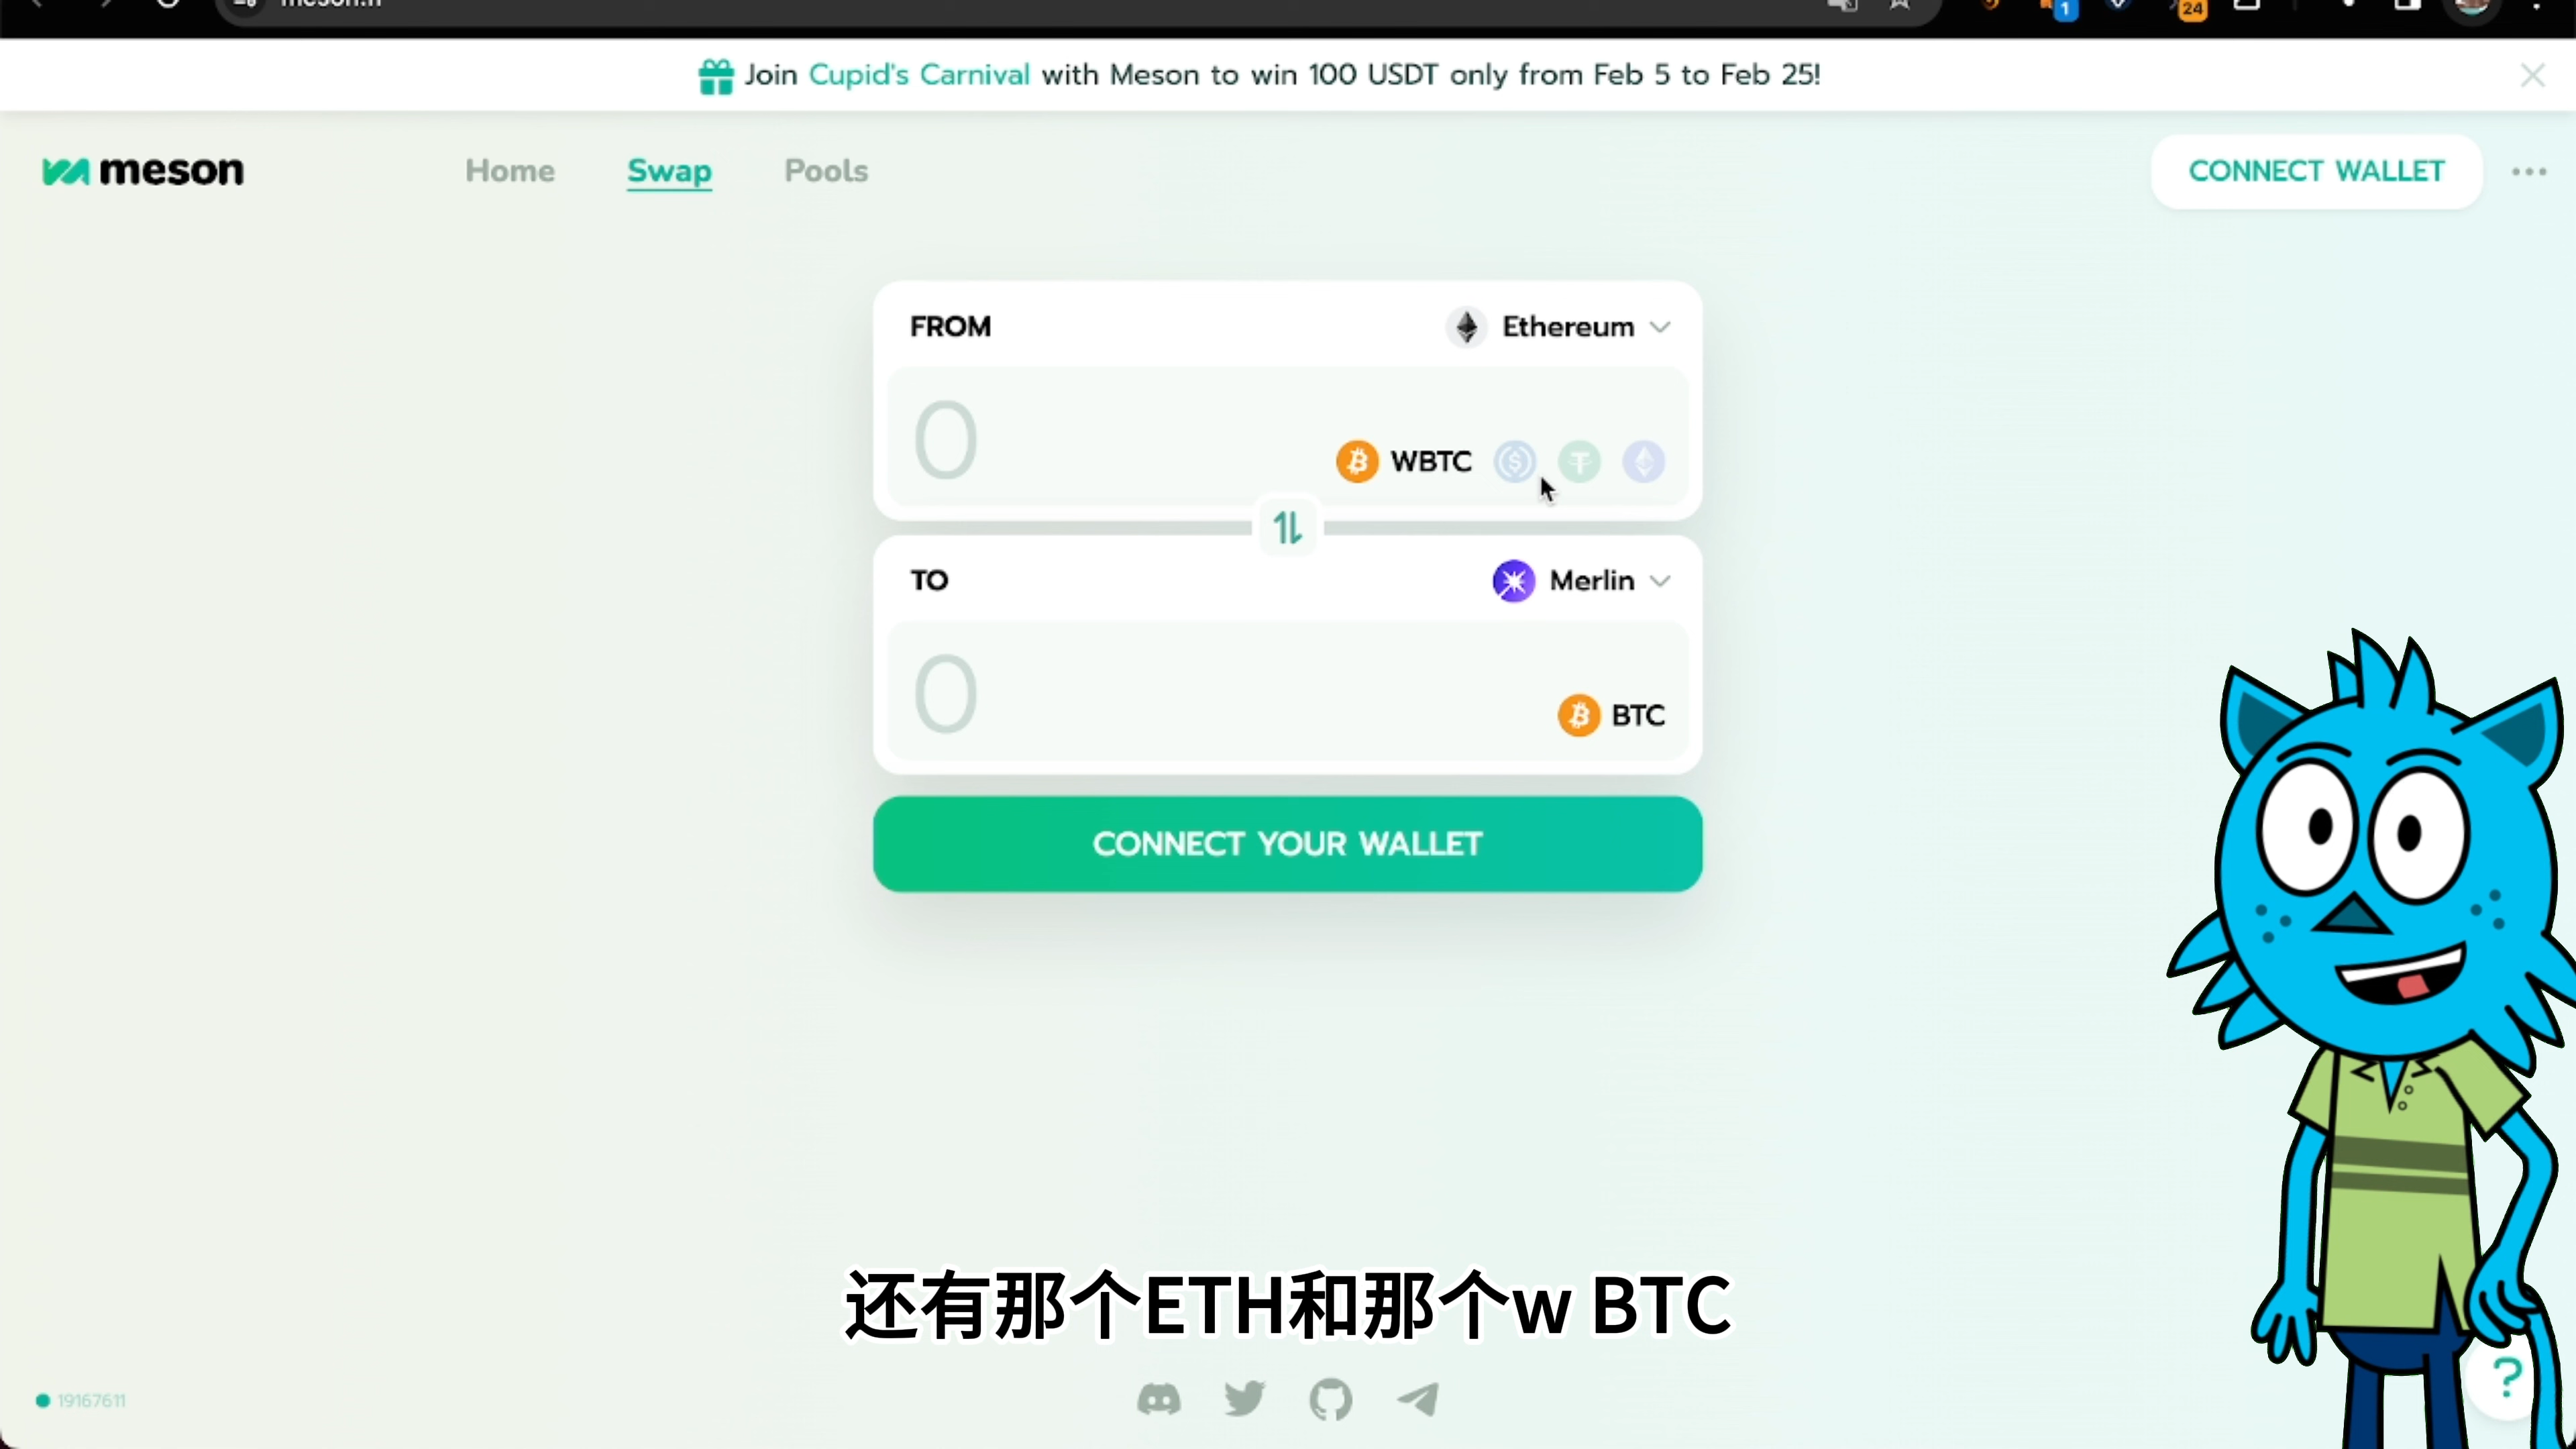 1
24
Join Cupid's Carnival with Meson to win 100 USDT only from Feb 5 to Feb 25!
meson
Home
Swap
Pools
CONNECT WALLET
FROM
Ethereum
0
WBTC
TO
Merlin
0
BTC
CONNECT YOUR WALLET
还有那个ETH和那个w BTC
19167611
?